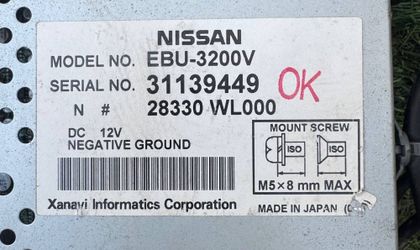 NISSAN
MODEL NO. EBU-3200V
SERIAL NO. 31139449 OK
N # 28330 WL000
DC 12V
NEGATIVE GROUND
MOUNT SCREW
ISO ISO
M5×8 mm MAX
Xanavi Informatics Corporation
MADE IN JAPAN